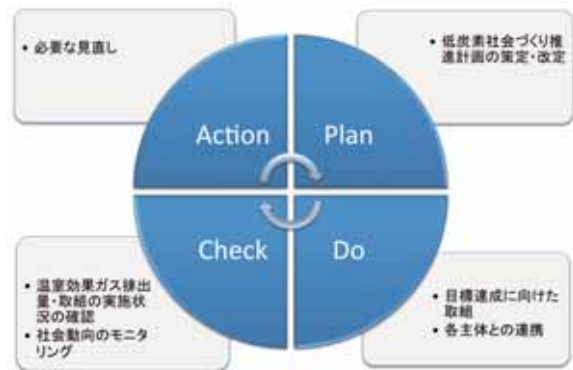 • 必要な見直し
• 低炭素社会づくり推
進計画の策定・改定
Action
Plan
Check
Do
• 温室効果ガス排出
量・取組の実施状
況の確認
• 社会動向のモニタ
リング
• 目標達成に向けた
取組
• 各主体との連携